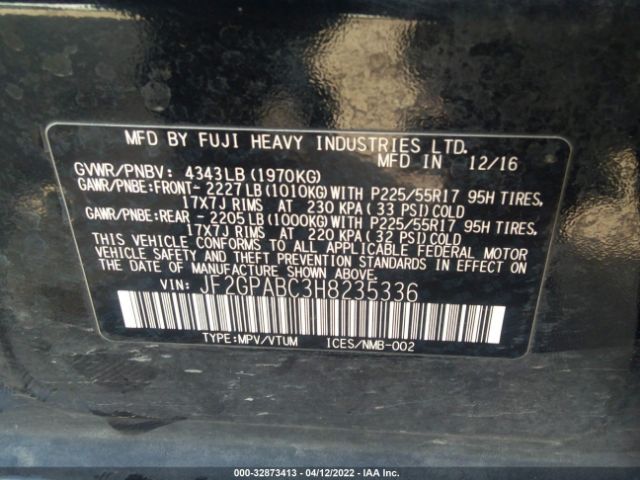 MFD BY FUJI HEAVY INDUSTRIES LTD.
MFD IN 12/16
GVWR/PNBV: 4343LB (1970KG)
GAWR/PNBE:FRONT- 2227LB(1010KG)WITH P225/55R17 95H TIRES,
17X7J RIMS AT 230 KPA(33 PSI)COLD
GAWR/PNBE:REAR - 2205LB(1000KG)WITH P225/55R17 95H TIRES,
17X7J RIMS AT 220 KPA(32 PSI)COLD
THIS VEHICLE CONFORMS TO ALL APPLICABLE FEDERAL MOTOR
VEHICLE SAFETY AND THEFT PREVENTION STANDARDS IN EFFECT ON
THE DATE OF MANUFACTURE SHOWN ABOVE.
VIN: JF2GPABC3H8235336
TYPE:MPV/VTUM ICES/NMB-002
000-32873413 - 04/12/2022 - IAA Inc.